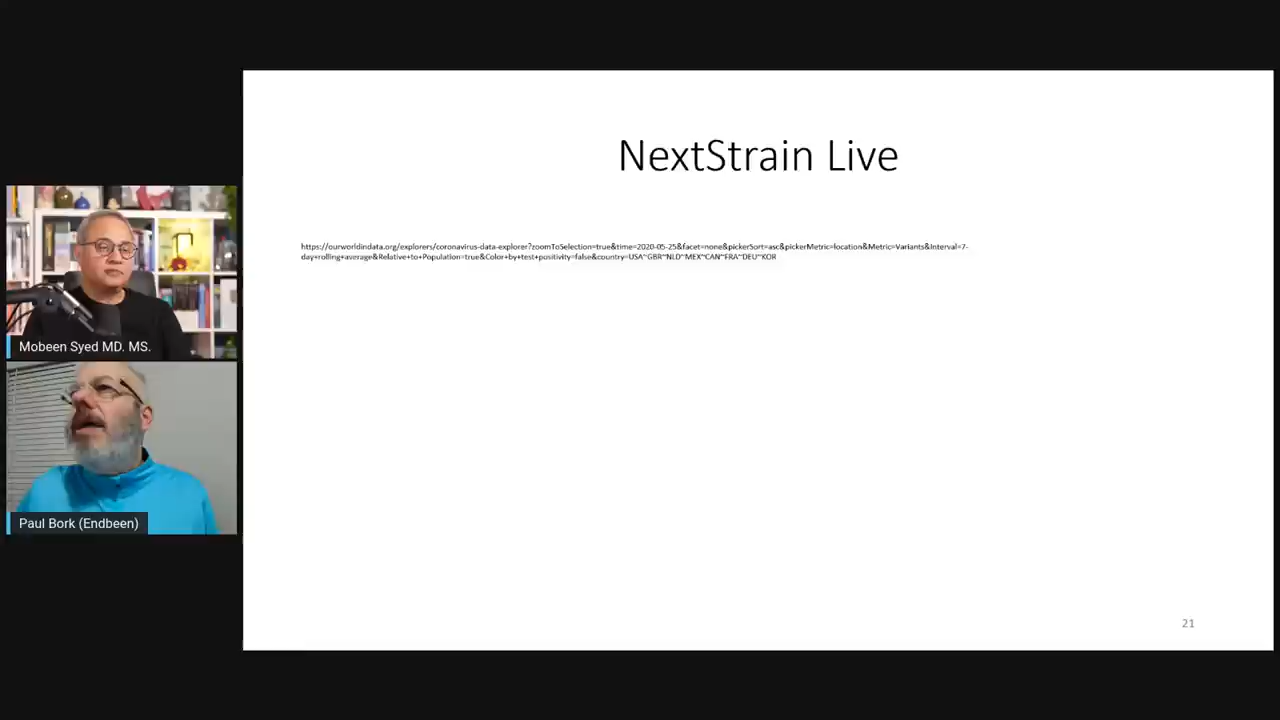 NextStrain Live
https://ourworldindata.org/explorers/coronavirus-data-explorer?zoomToSelection=true&time=2020-05-25&facet=none&pickerSort=asc&pickerMetric=location&Metric=Variants&Interval=7-
day+rolling+average&Relative+to+Population=true&Color+by+test+positivity=false&country=USA~GBR~NLD~MEX~CAN~FRA~DEU~KOR
Mobeen Syed MD. MS.
Paul Bork (Endbeen)
21